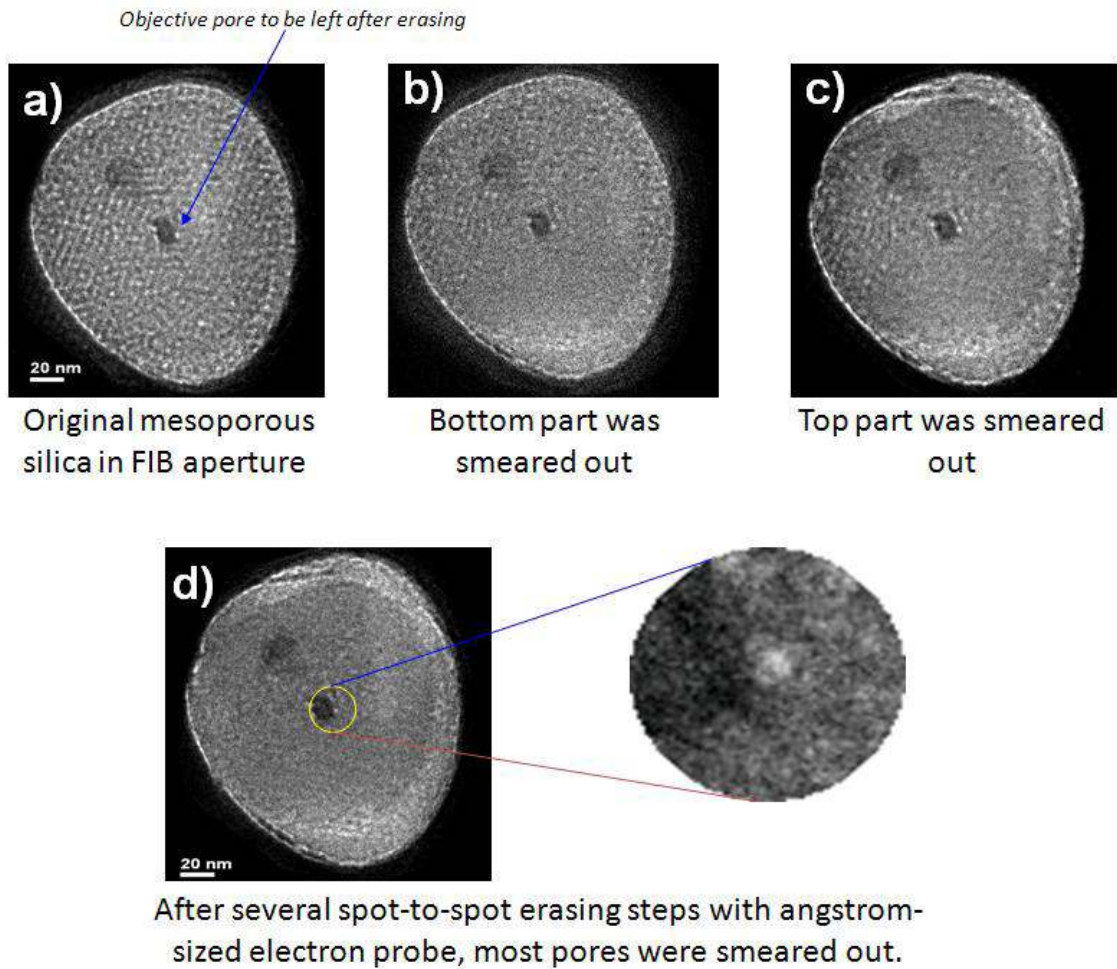 Objective pore to be left after erasing
a)
b)
c)
20 nm
Original mesoporous
silica in FIB aperture
Bottom part was
smeared out
Top part was smeared
out
d)
20 nm
After several spot-to-spot erasing steps with angstrom-
sized electron probe, most pores were smeared out.